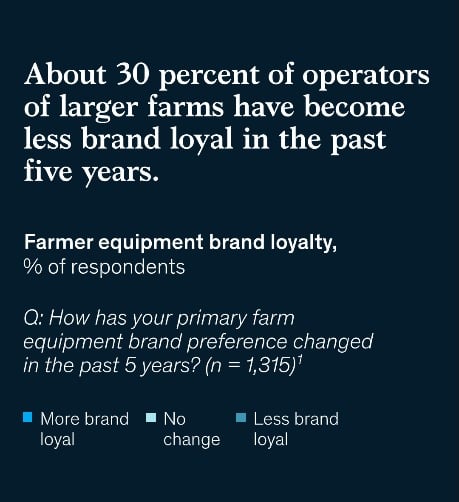 About 30 percent of operators
of larger farms have become
less brand loyal in the past
five years.
Farmer equipment brand loyalty,
% of respondents
Q: How has your primary farm
equipment brand preference changed
in the past 5 years? (n = 1,315)¹
More brand
loyal
No
change
Less brand
loyal